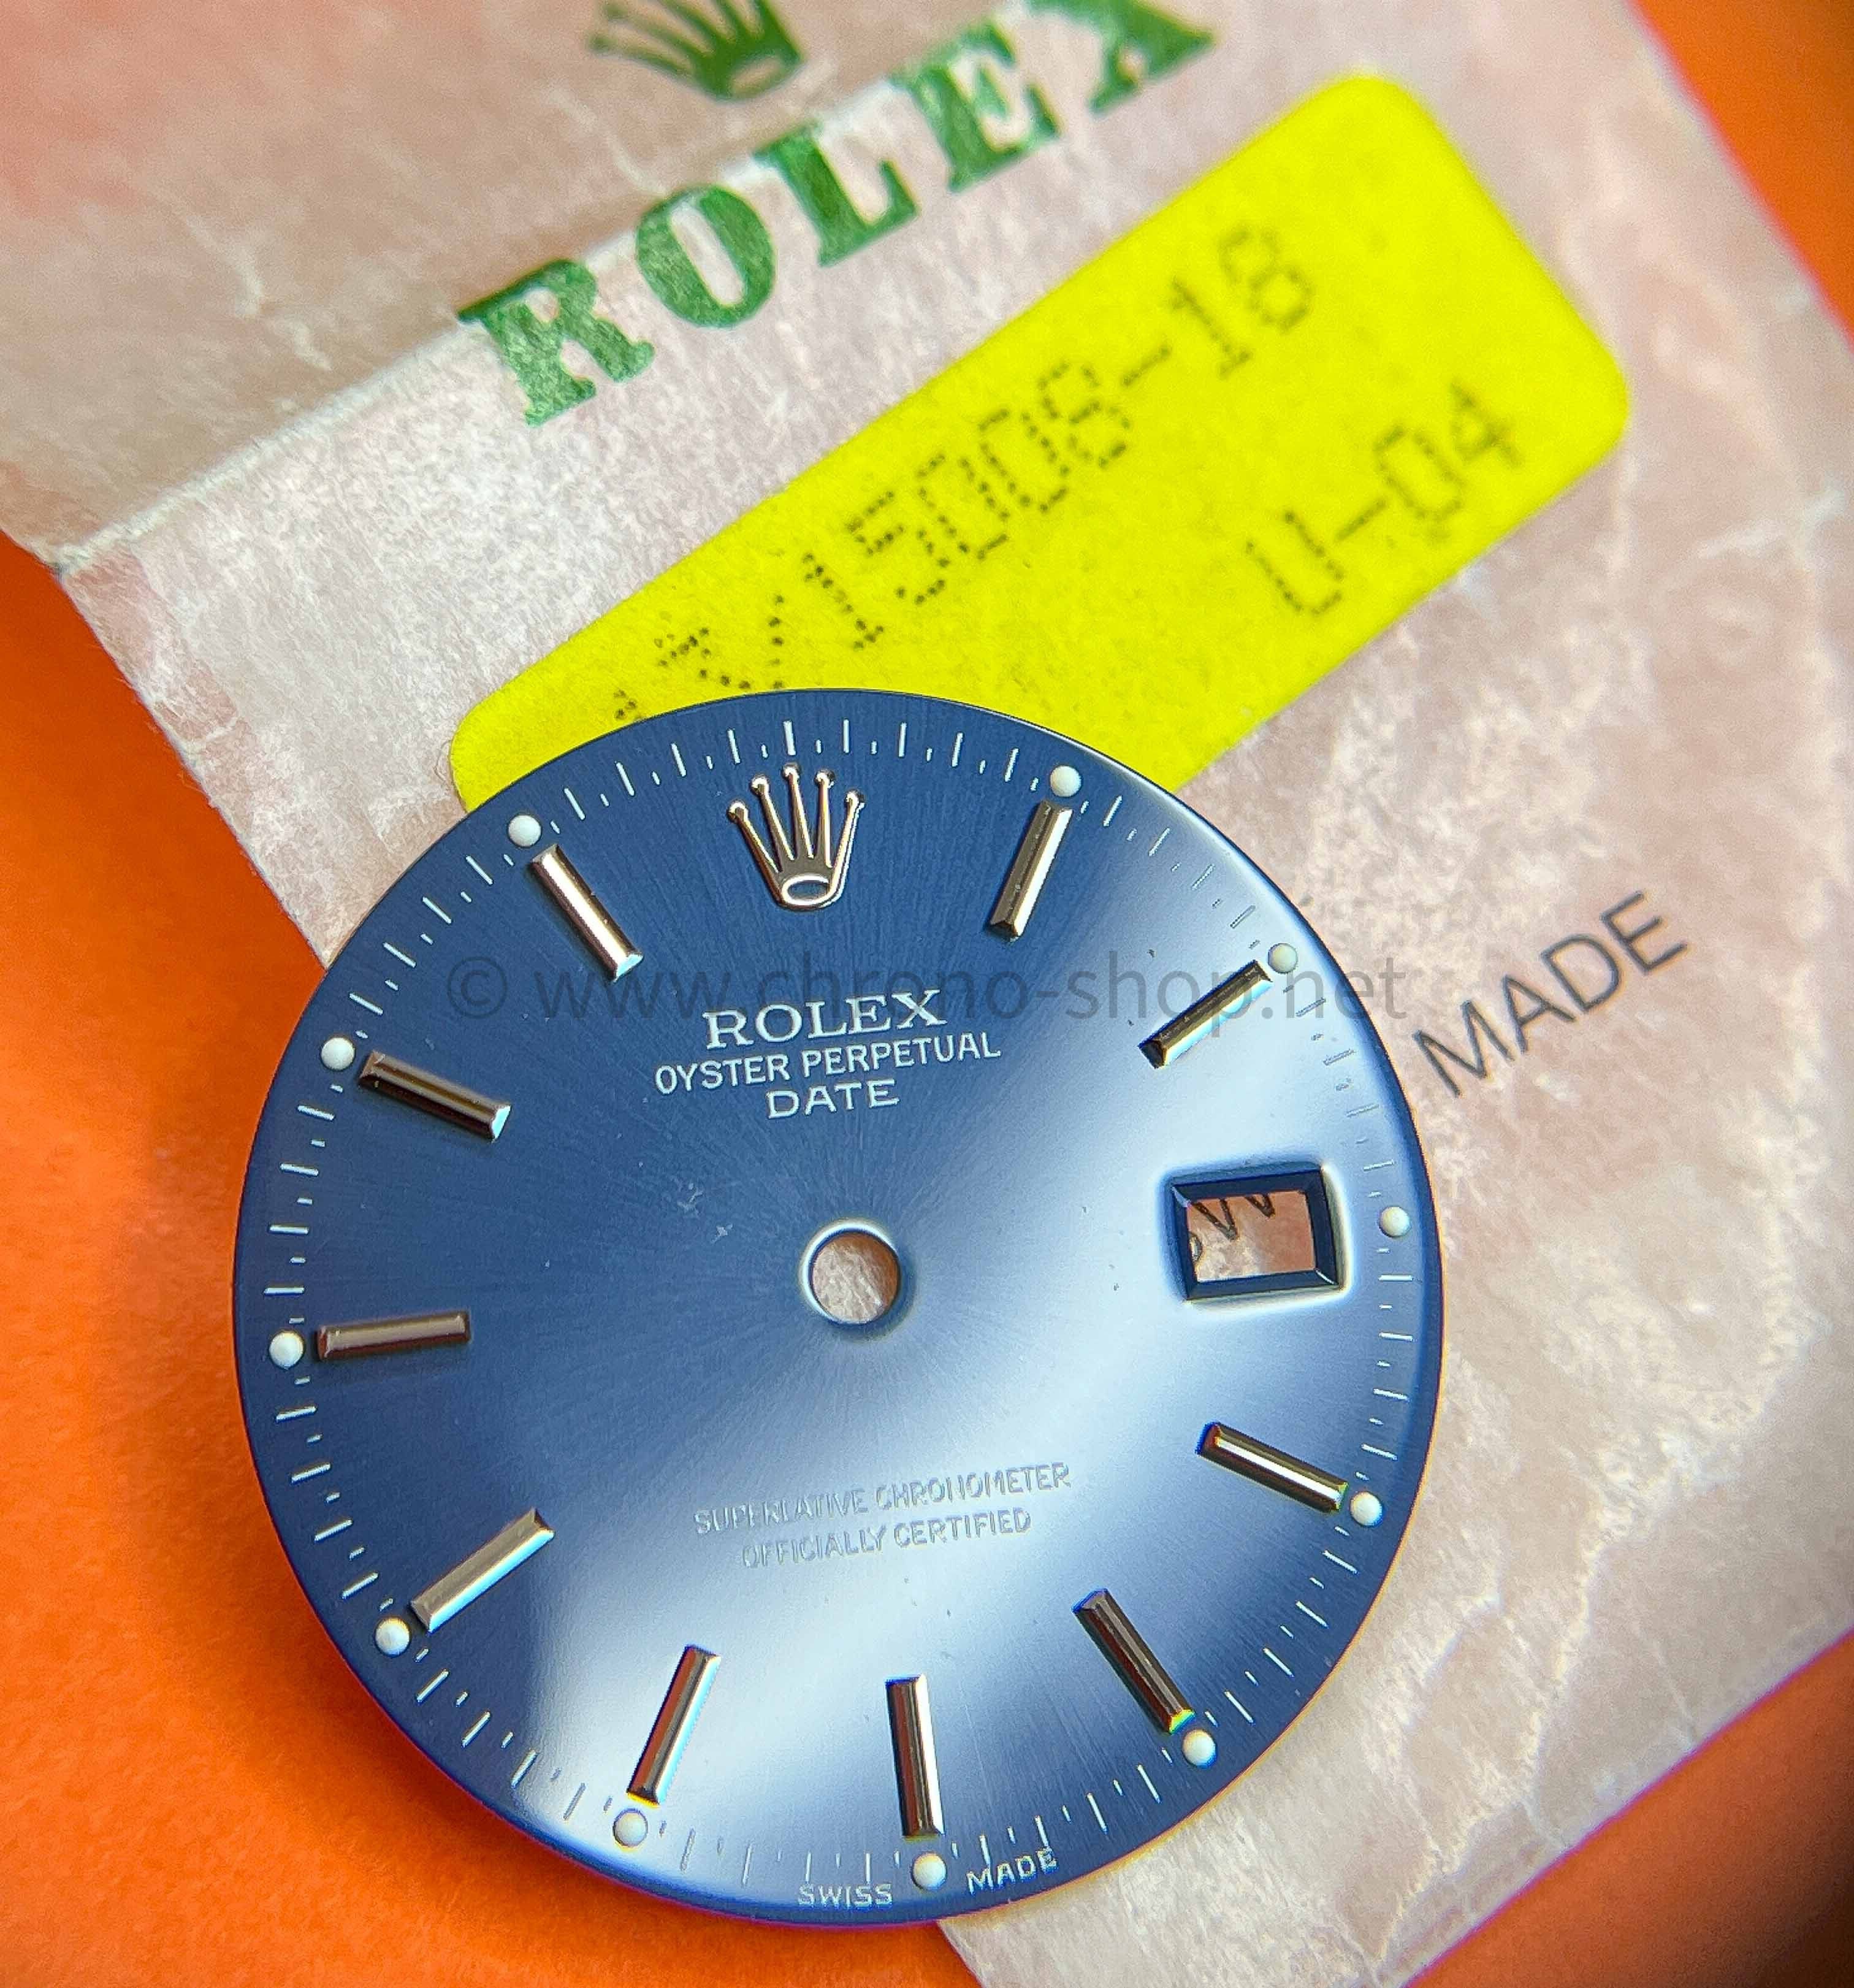 ROLEX
13/15008-18
U-04
MADE
© www.chrono-shop.net
ROLEX
OYSTER PERPETUAL
DATE
SUPERLATIVE CHRONOMETER
OFFICIALLY CERTIFIED
SWISS MADE